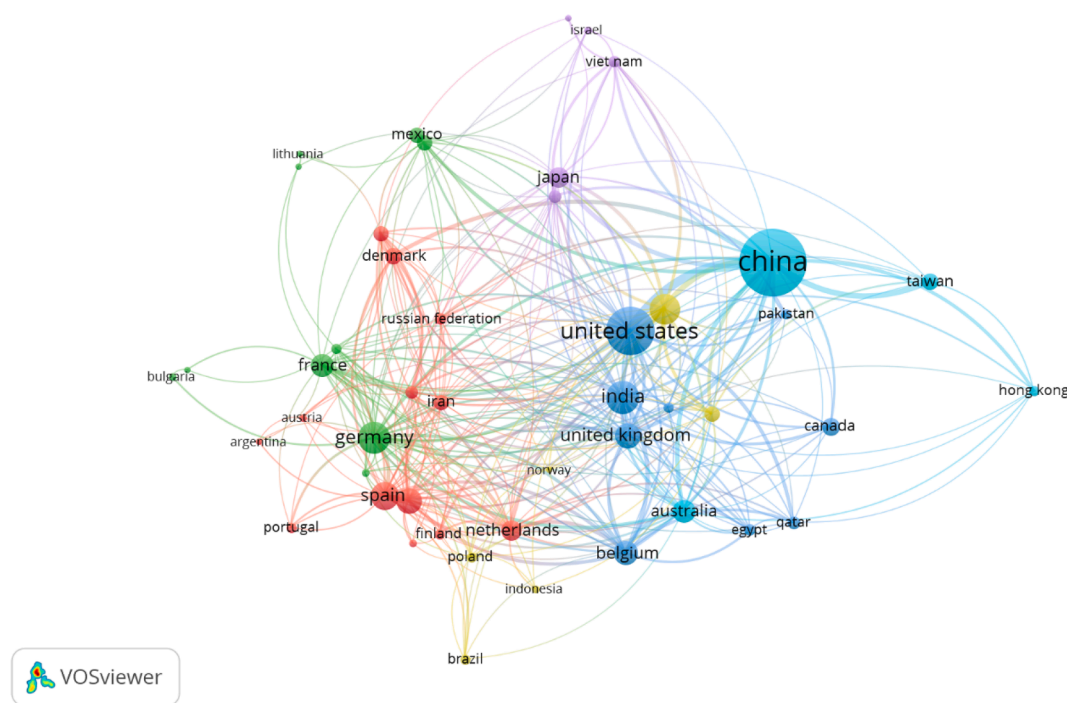 israel
viet nam
mexico
lithuania
japan
denmark
china
taiwan
russian federation
pakistan
united states
france
bulgaria
hong kong
iran
india
austria
canada
argentina
germany
united kingdom
norway
spain
australia
portugal
finland
netherlands
egypt
qatar
poland
belgium
indonesia
brazil
VOSviewer